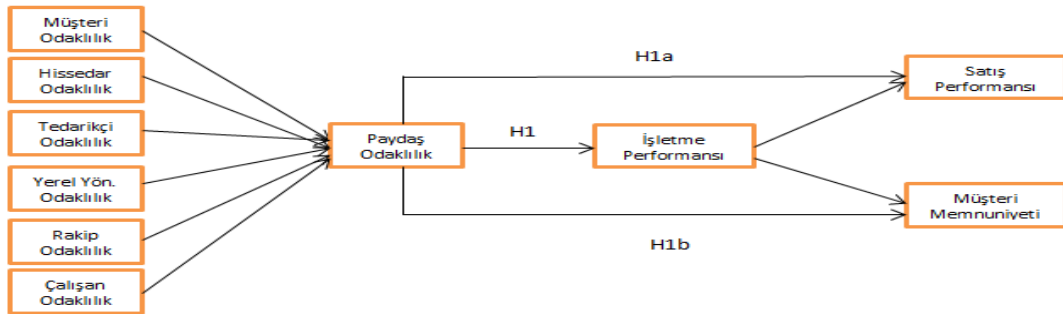 Müşteri
Odaklılık
Hissedar
Odaklılık
Tedarikçi
Odaklılık
Yerel Yön.
Odaklılık
Rakip
Odaklılık
Çalışan
Odaklılık
Paydaş
Odaklılık
H1a
H1
H1b
İşletme
Performansı
Satış
Performansı
Müşteri
Memnuniyeti